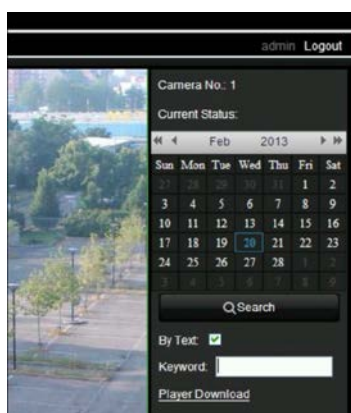 admin Logout
Camera No.: 1
Current Status:
Feb 2013
Sun Mon Tue Wed Thu Fri Sat
27 28 29 30 31 1 2
3 4 5 6 7 8 9
10 11 12 13 14 15 16
17 18 19 20 21 22 23
24 25 26 27 28 1 2
3 4 5 6 7 8 9
Search
By Text:
Keyword:
Player Download